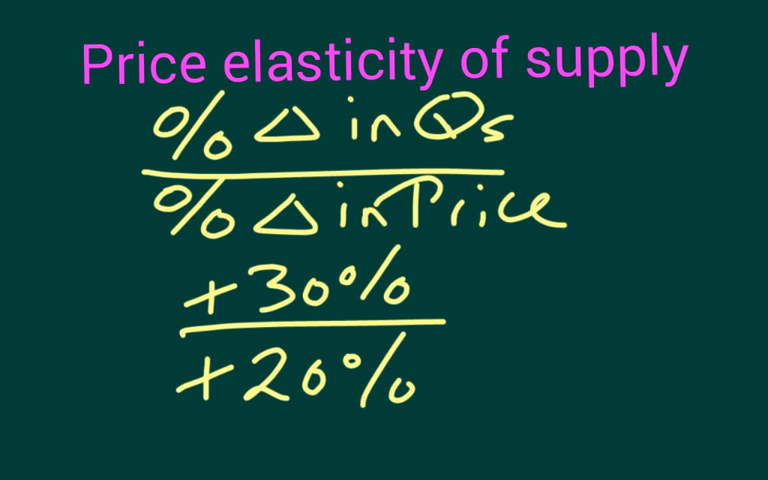 Price elasticity of supply
% Δ in Qs
% Δ in Price
+30%
+20%